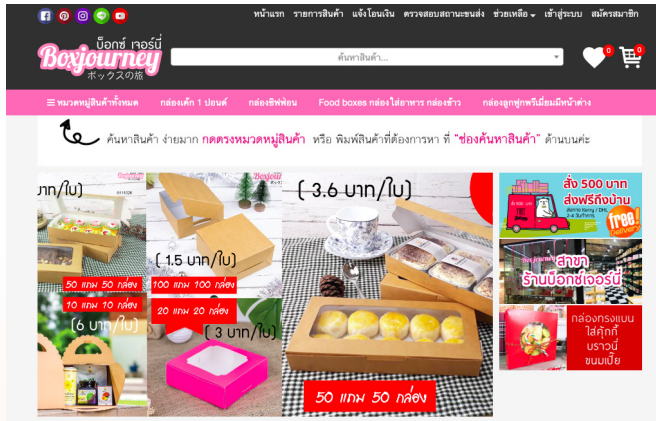 หน้าแรก รายการสินค้า แจ้งโอนเงิน ตรวจสอบสถานะขนส่ง ช่วยเหลือ เข้าสู่ระบบ สมัครสมาชิก
บ็อกซ์ เจอร์นี่
Boxjourney
ボックスの旅
ค้นหาสินค้า...
0
0
หมวดหมู่สินค้าทั้งหมด กล่องเค้ก 1 ปอนด์ กล่องชิฟฟ่อน Food boxes กล่องใส่อาหาร กล่องข้าว กล่องลูกฟูกพรีเมี่ยมมีหน้าต่าง
ค้นหาสินค้า ง่ายมาก กดตรงหมวดหมู่สินค้า หรือ พิมพ์สินค้าที่ต้องการหา ที่ "ช่องค้นหาสินค้า" ด้านบนค่ะ
บาท/ใบ)
50 แถม 50 กล่อง
Boxjour
( 1.5 บาท/ใบ)
100 แถม 100 กล่อง
( 3.6 บาท/ใบ)
50 แถม 50 กล่อง
10 แถม 10 กล่อง
(6 บาท/ใบ)
20 แถม 20 กล่อง
( 3 บาท/ใบ)
สั่ง 500 บาท
ส่งฟรีถึงบ้าน
ส่งทาง Kerry / DHL
2-4 วันทำการ
free
Delivery
สาขา
ร้านบ็อกซ์เจอร์นี่
กล่องทรงแบน
ใส่คุ้กกี้
บราวนี่
ขนมเปี๊ย